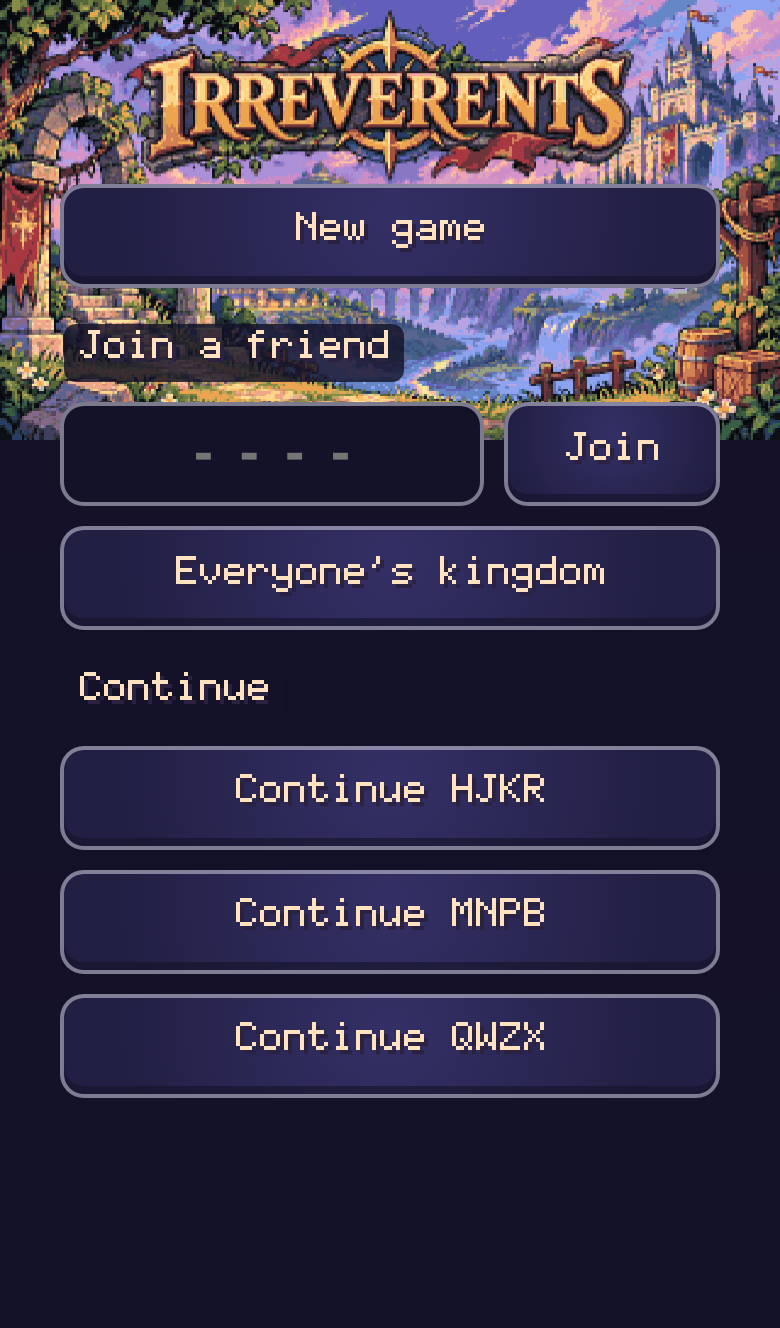 IRREVERENTS
New game
Join a friend
- - - -
Join
Everyone's kingdom
Continue
Continue HJKR
Continue MNPB
Continue QWZX